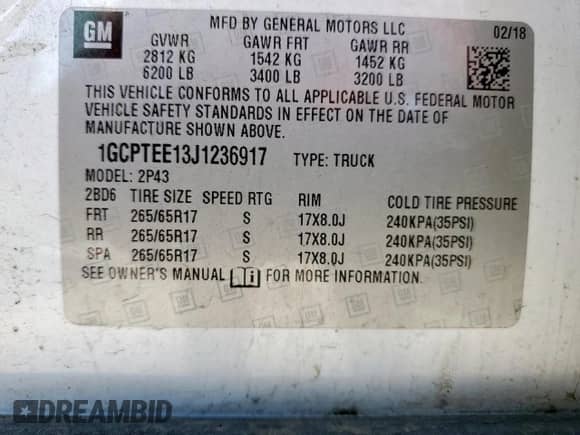 GM
MFD BY GENERAL MOTORS LLC 02/18
GVWR GAWR FRT GAWR RR
2812 KG 1542 KG 1452 KG
6200 LB 3400 LB 3200 LB
THIS VEHICLE CONFORMS TO ALL APPLICABLE U.S. FEDERAL MOTOR
VEHICLE SAFETY STANDARDS IN EFFECT ON THE DATE OF
MANUFACTURE SHOWN ABOVE.
1GCPTEE13J1236917 TYPE: TRUCK
MODEL: 2P43
2BD6 TIRE SIZE SPEED RTG RIM COLD TIRE PRESSURE
FRT 265/65R17 S 17X8.0J 240KPA(35PSI)
RR 265/65R17 S 17X8.0J 240KPA(35PSI)
SPA 265/65R17 S 17X8.0J 240KPA(35PSI)
SEE OWNER'S MANUAL FOR MORE INFORMATION.
DREAMBID